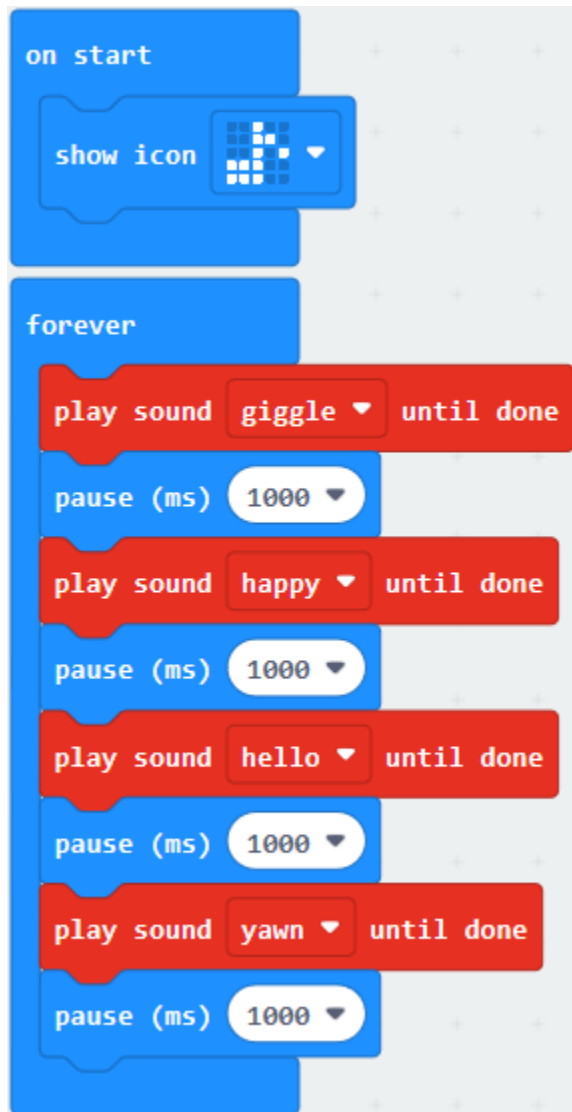 on start
show icon
forever
play sound giggle until done
pause (ms) 1000
play sound happy until done
pause (ms) 1000
play sound hello until done
pause (ms) 1000
play sound yawn until done
pause (ms) 1000